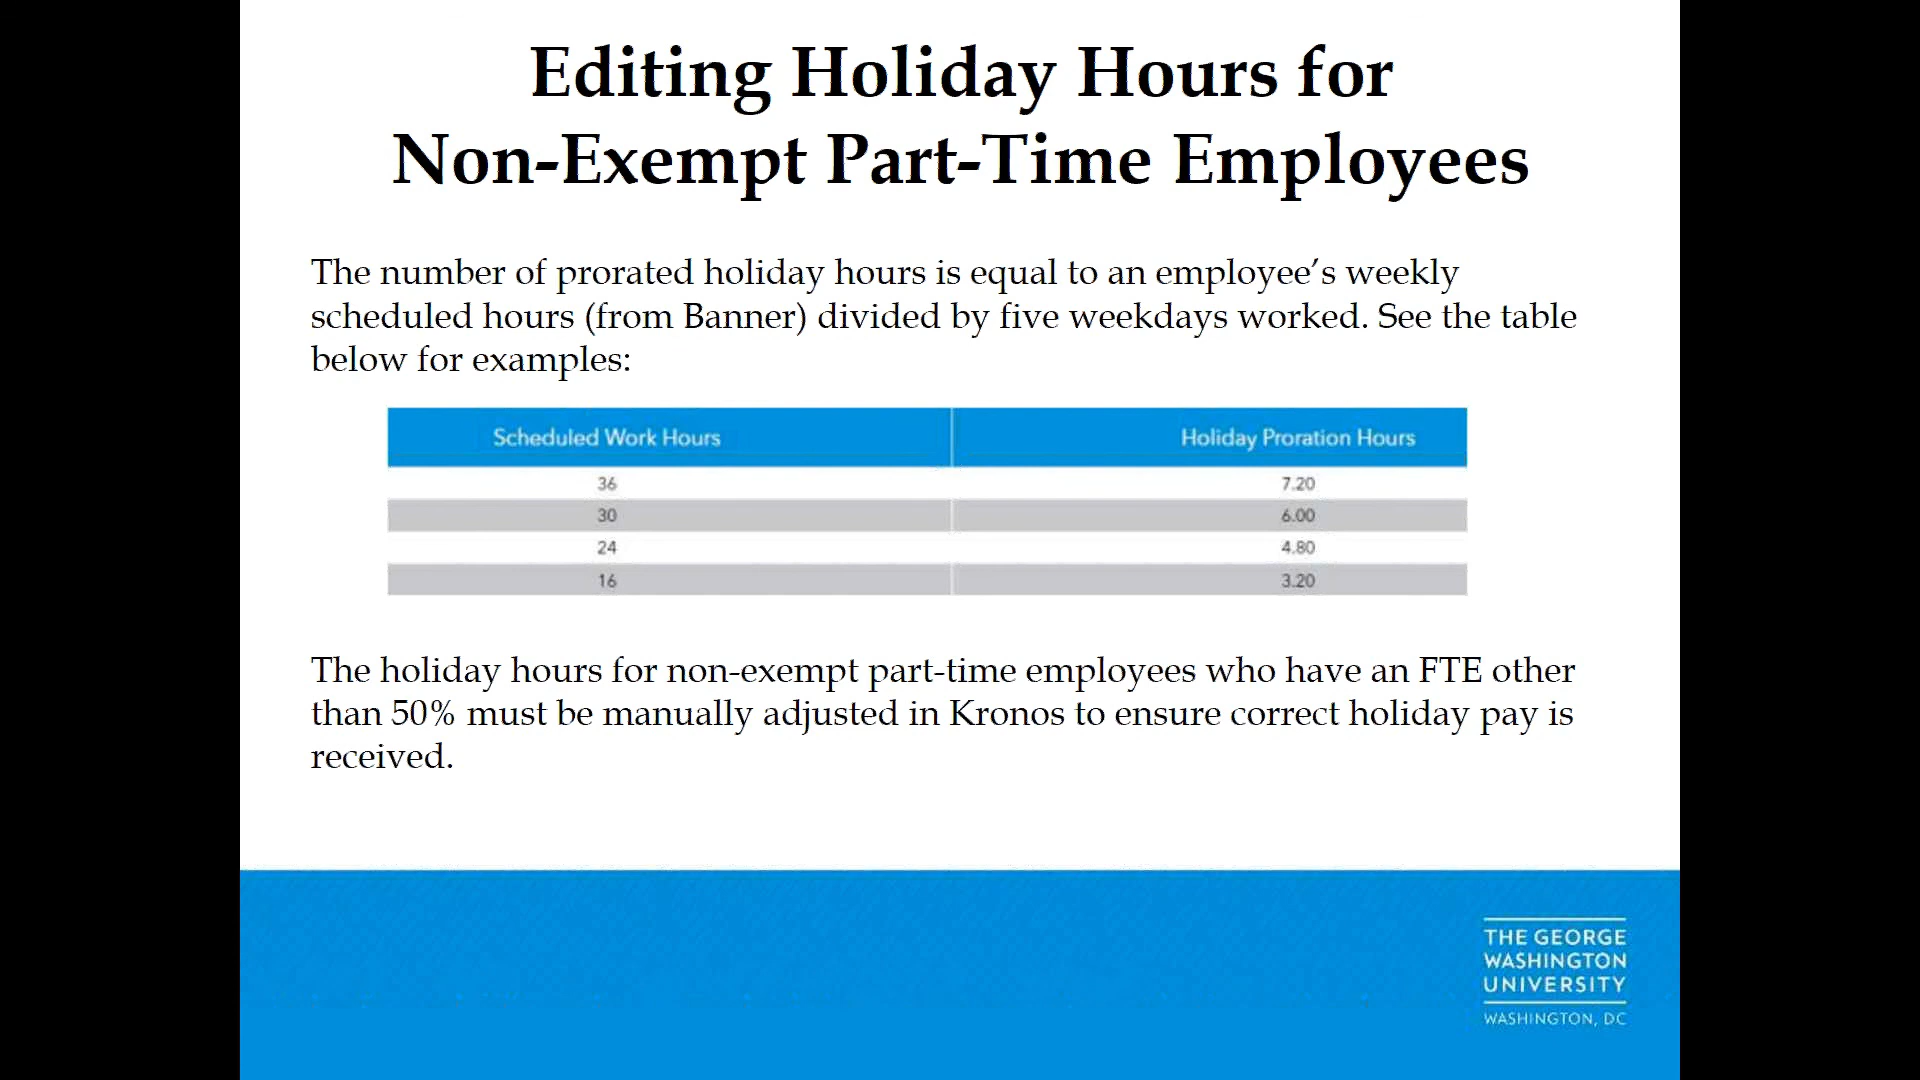 Editing Holiday Hours for
Non-Exempt Part-Time Employees
The number of prorated holiday hours is equal to an employee’s weekly
scheduled hours (from Banner) divided by five weekdays worked. See the table
below for examples:
Scheduled Work Hours Holiday Proration Hours
36 7.20
30 6.00
24 4.80
16 3.20
The holiday hours for non-exempt part-time employees who have an FTE other
than 50% must be manually adjusted in Kronos to ensure correct holiday pay is
received.
THE GEORGE
WASHINGTON
UNIVERSITY
WASHINGTON, DC